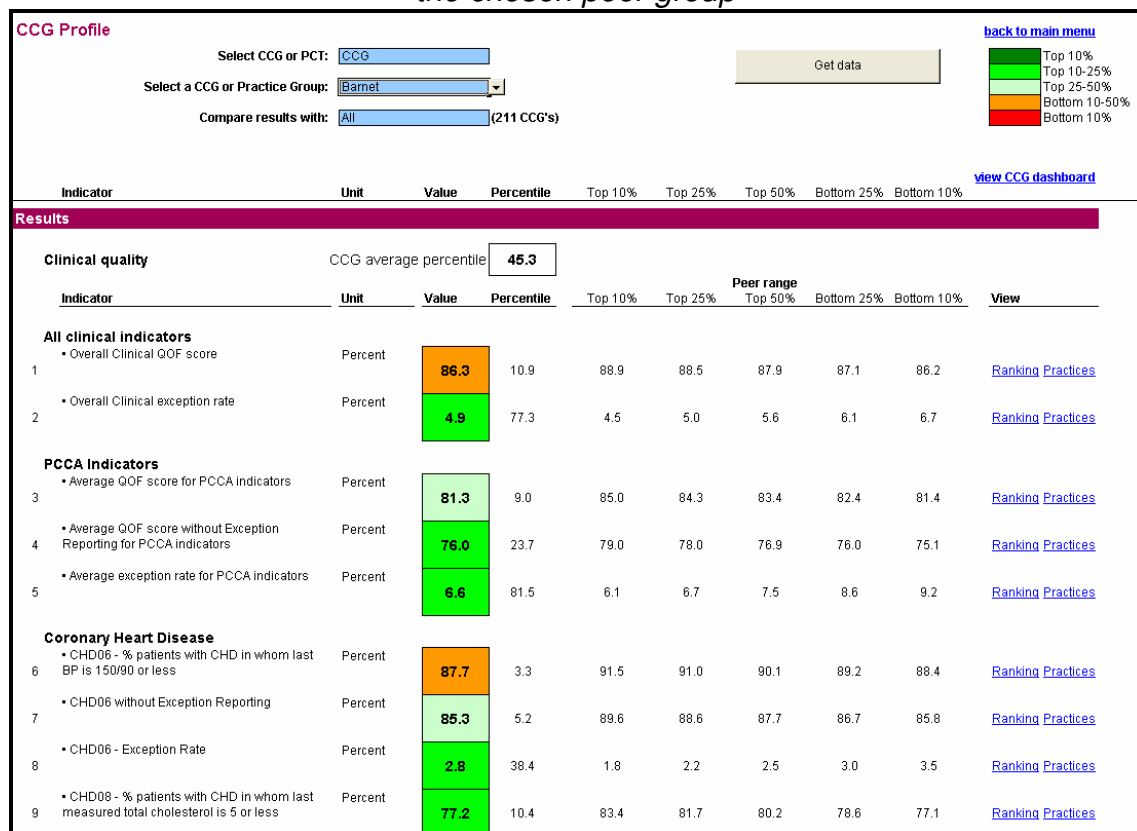 the chosen peer group
CCG Profile
back to main menu
Select CCG or PCT: CCG
Get data
Top 10%
Top 10-25%
Select a CCG or Practice Group: Barnet
Top 25-50%
Bottom 10-50%
Compare results with: All (211 CCG's)
Bottom 10%
view CCG dashboard
Indicator Unit Value Percentile Top 10% Top 25% Top 50% Bottom 25% Bottom 10%
Results
Clinical quality CCG average percentile 45.3
Peer range
Indicator Unit Value Percentile Top 10% Top 25% Top 50% Bottom 25% Bottom 10% View
All clinical indicators
1 ▪ Overall Clinical QOF score Percent 86.3 10.9 88.9 88.5 87.9 87.1 86.2 Ranking Practices
2 ▪ Overall Clinical exception rate Percent 4.9 77.3 4.5 5.0 5.6 6.1 6.7 Ranking Practices
PCCA Indicators
3 ▪ Average QOF score for PCCA indicators Percent 81.3 9.0 85.0 84.3 83.4 82.4 81.4 Ranking Practices
▪ Average QOF score without Exception Percent
4 Reporting for PCCA indicators 76.0 23.7 79.0 78.0 76.9 76.0 75.1 Ranking Practices
5 ▪ Average exception rate for PCCA indicators Percent 6.6 81.5 6.1 6.7 7.5 8.6 9.2 Ranking Practices
Coronary Heart Disease
▪ CHD06 - % patients with CHD in whom last Percent
6 BP is 150/90 or less 87.7 3.3 91.5 91.0 90.1 89.2 88.4 Ranking Practices
7 ▪ CHD06 without Exception Reporting Percent 85.3 5.2 89.6 88.6 87.7 86.7 85.8 Ranking Practices
8 ▪ CHD06 - Exception Rate Percent 2.8 38.4 1.8 2.2 2.5 3.0 3.5 Ranking Practices
▪ CHD08 - % patients with CHD in whom last Percent
9 measured total cholesterol is 5 or less 77.2 10.4 83.4 81.7 80.2 78.6 77.1 Ranking Practices